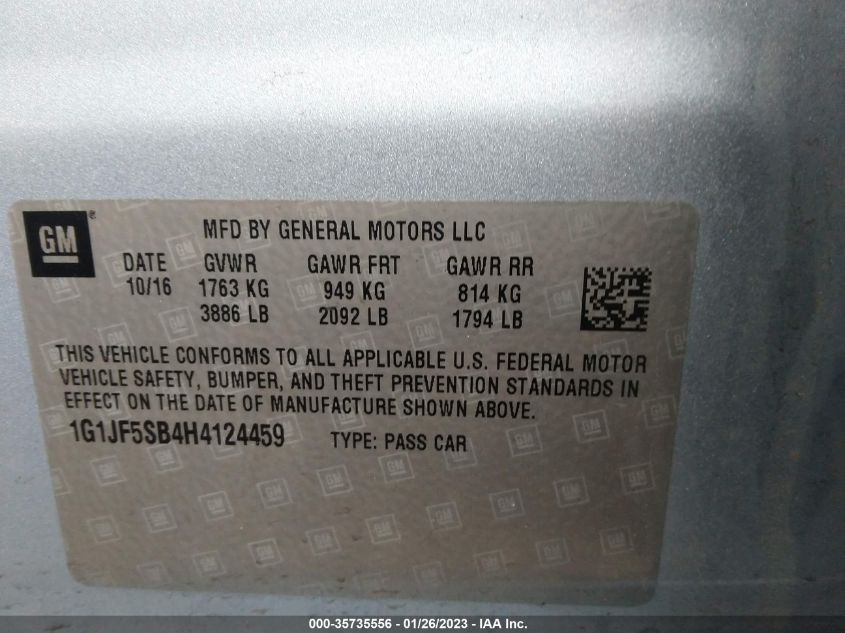 GM ® MFD BY GENERAL MOTORS LLC
DATE GVWR GAWR FRT GAWR RR
10/16 1763 KG 949 KG 814 KG
3886 LB 2092 LB 1794 LB
THIS VEHICLE CONFORMS TO ALL APPLICABLE U.S. FEDERAL MOTOR
VEHICLE SAFETY, BUMPER, AND THEFT PREVENTION STANDARDS IN
EFFECT ON THE DATE OF MANUFACTURE SHOWN ABOVE.
1G1JF5SB4H4124459 TYPE: PASS CAR
000-35735556 - 01/26/2023 - IAA Inc.